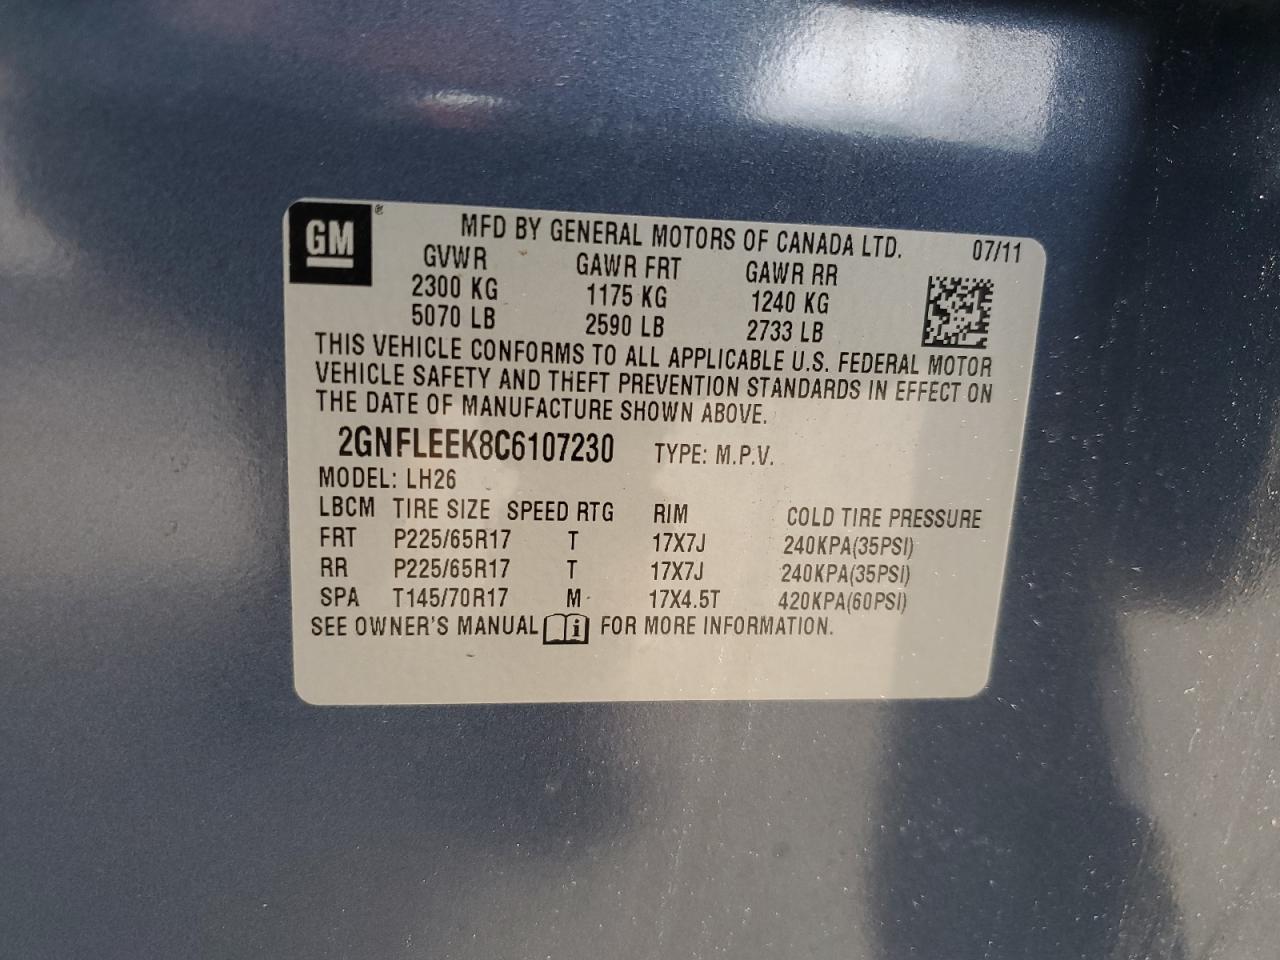 GM ®
MFD BY GENERAL MOTORS OF CANADA LTD. 07/11
GVWR GAWR FRT GAWR RR
2300 KG 1175 KG 1240 KG
5070 LB 2590 LB 2733 LB
THIS VEHICLE CONFORMS TO ALL APPLICABLE U.S. FEDERAL MOTOR
VEHICLE SAFETY AND THEFT PREVENTION STANDARDS IN EFFECT ON
THE DATE OF MANUFACTURE SHOWN ABOVE.
2GNFLEEK8C6107230 TYPE: M.P.V.
MODEL: LH26
LBCM TIRE SIZE SPEED RTG RIM COLD TIRE PRESSURE
FRT P225/65R17 T 17X7J 240KPA(35PSI)
RR P225/65R17 T 17X7J 240KPA(35PSI)
SPA T145/70R17 M 17X4.5T 420KPA(60PSI)
SEE OWNER'S MANUAL i FOR MORE INFORMATION.